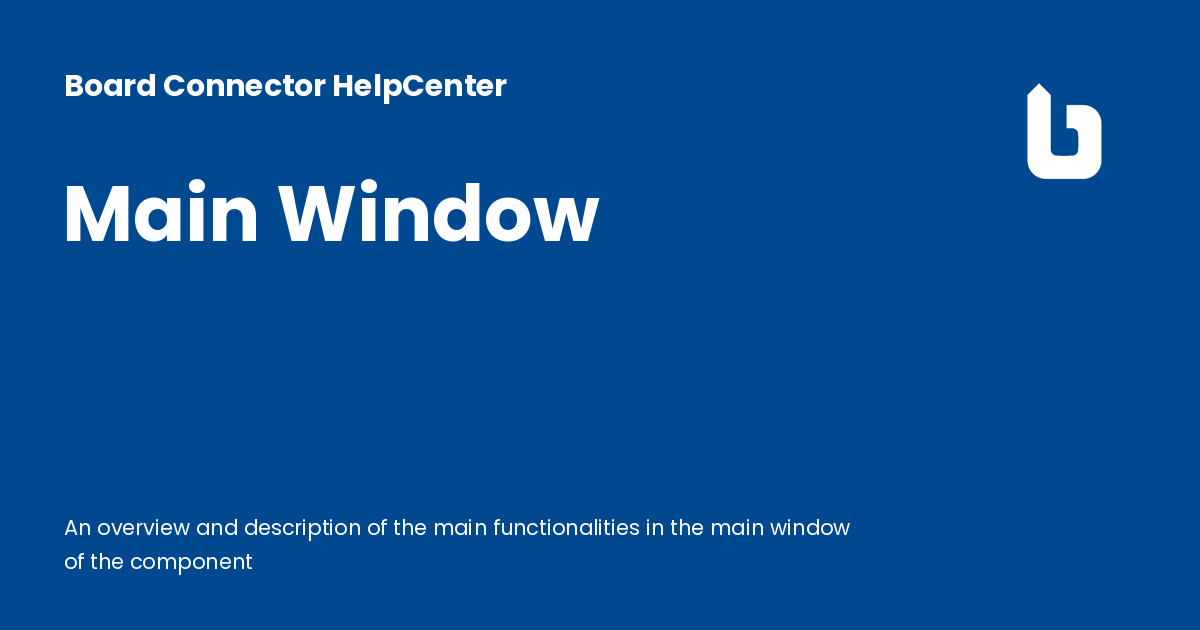 Board Connector HelpCenter
Main Window
An overview and description of the main functionalities in the main window
of the component